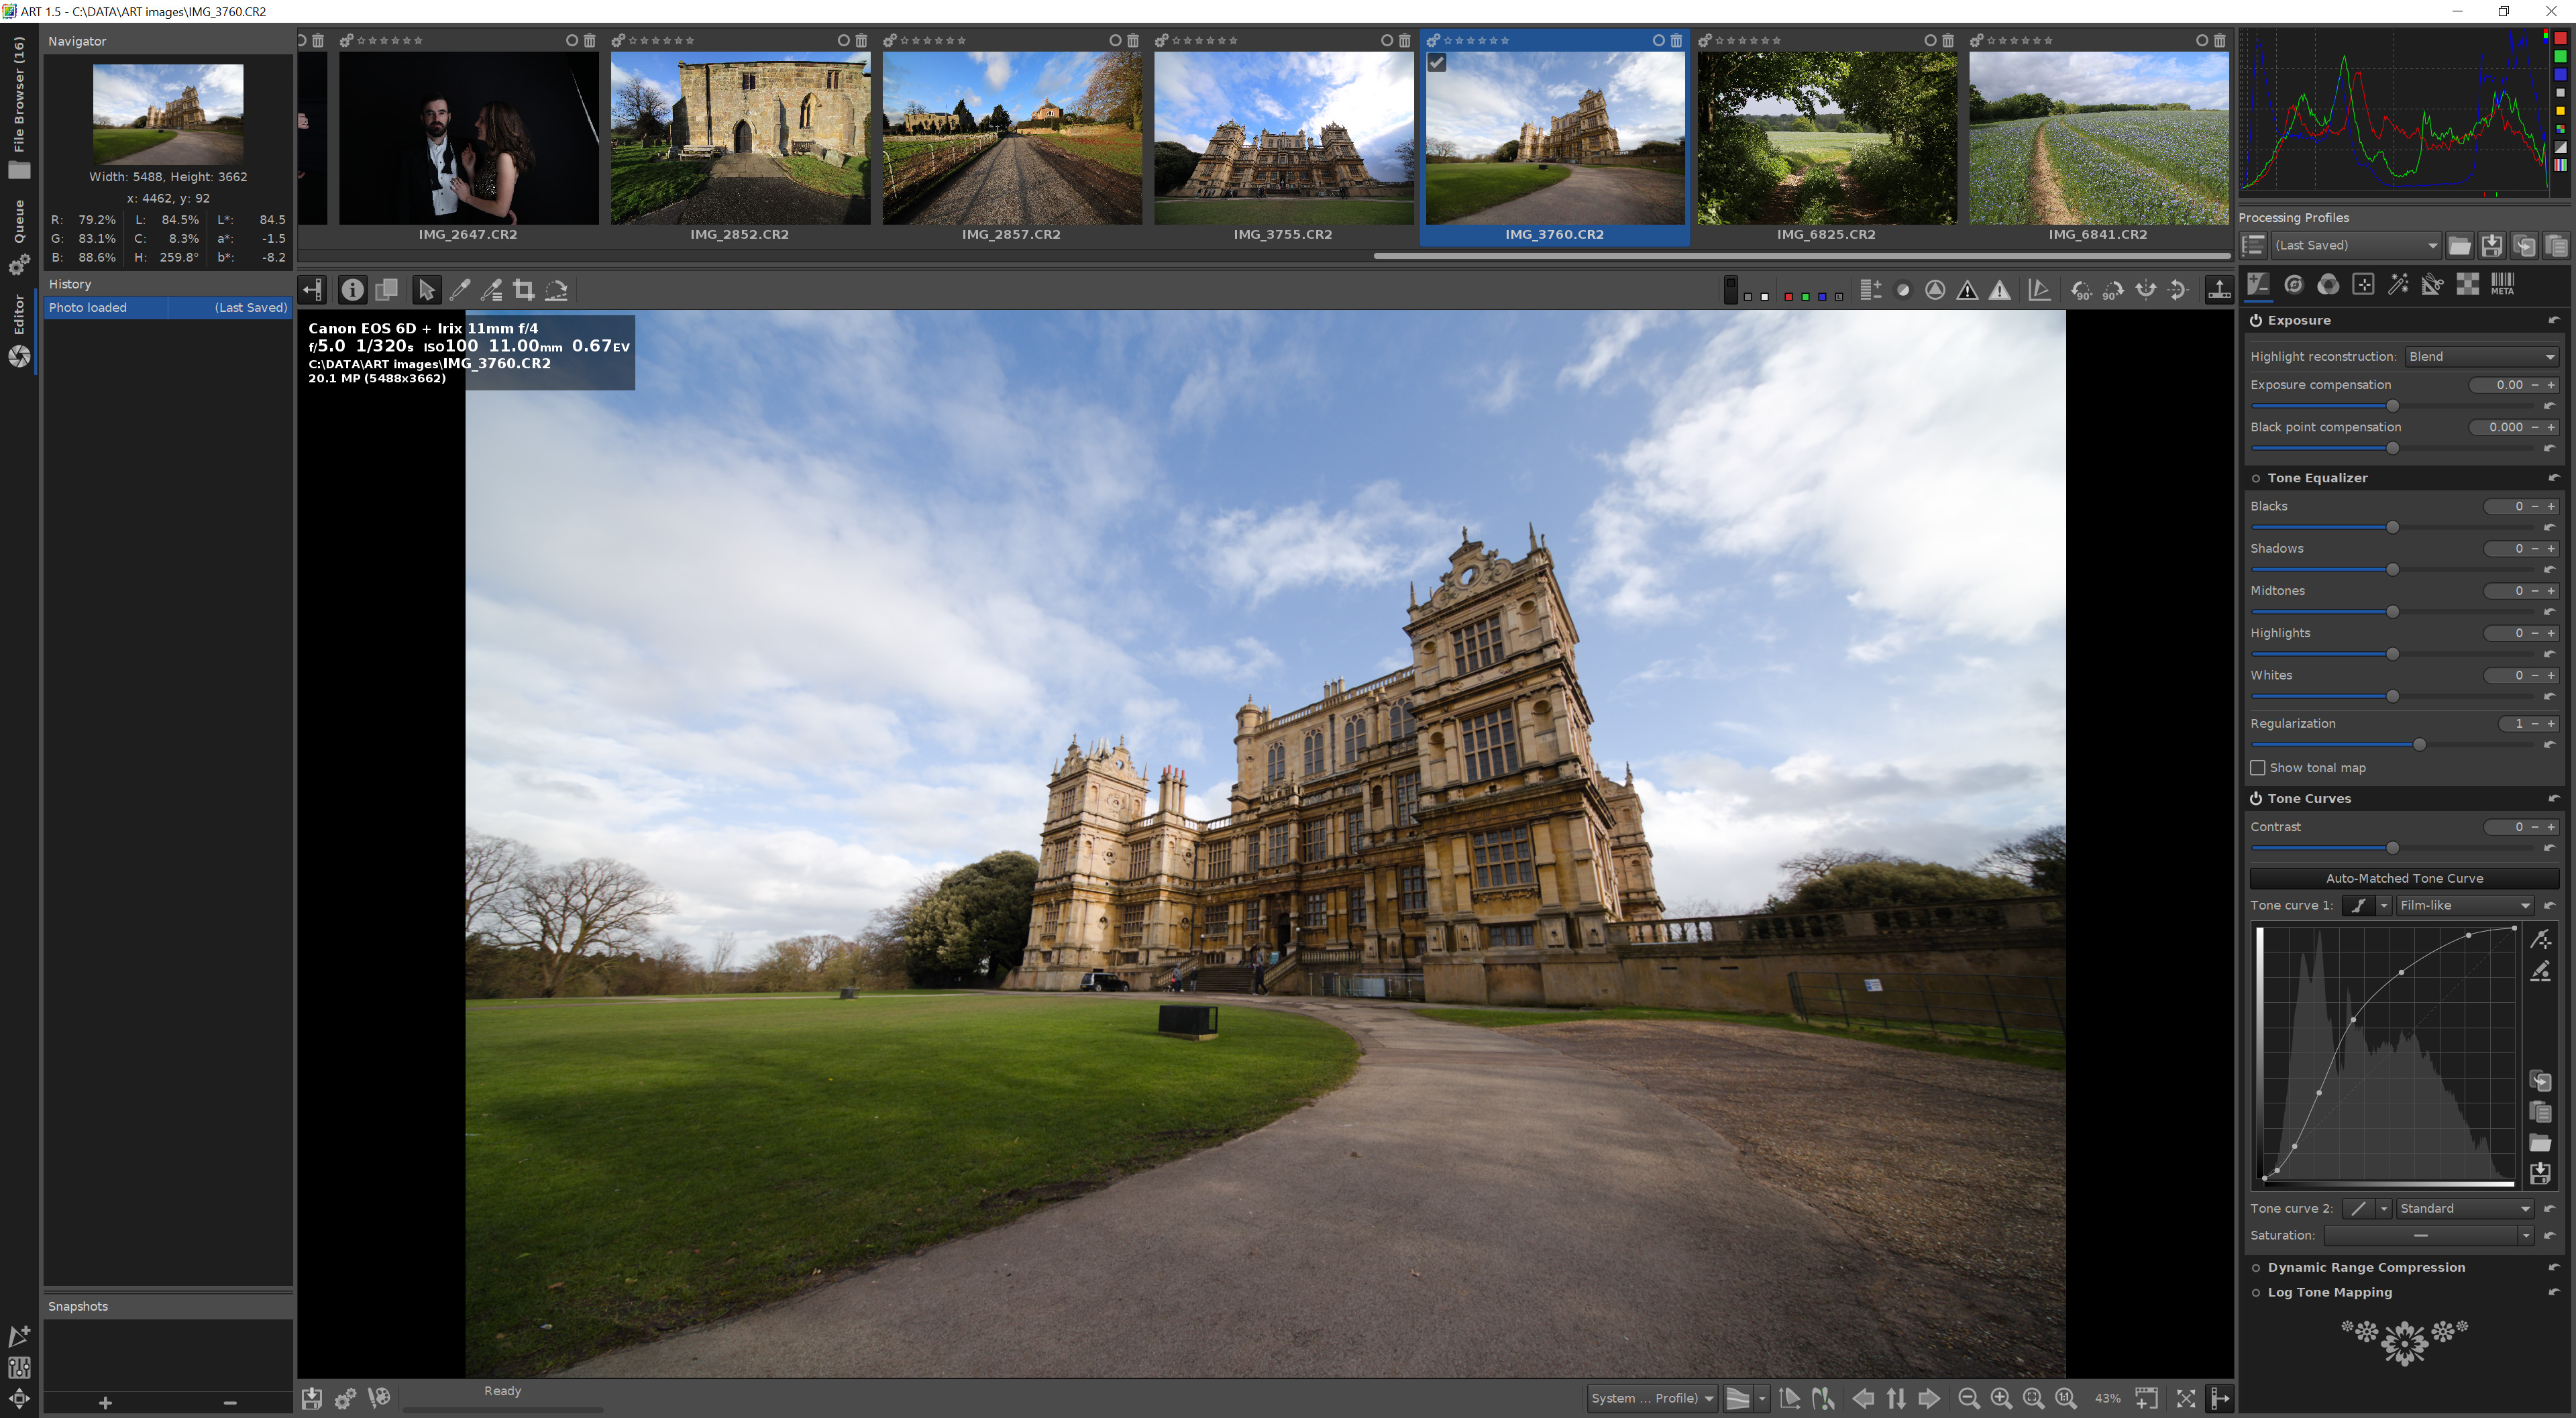 ART 1.5 - C:\DATA\ART images\IMG_3760.CR2
File Browser (16)
Queue
Editor
Navigator
Width: 5488, Height: 3662
x: 4462, y: 92
R: 79.2% L: 84.5% L*: 84.5
G: 83.1% C: 8.3% a*: -1.5
B: 88.6% H: 259.8° b*: -8.2
History
Photo loaded (Last Saved)
Snapshots
IMG_2647.CR2
IMG_2852.CR2
IMG_2857.CR2
IMG_3755.CR2
IMG_3760.CR2
IMG_6825.CR2
IMG_6841.CR2
90°
90°
Canon EOS 6D + Irix 11mm f/4
f/5.0 1/320s ISO100 11.00mm 0.67EV
C:\DATA\ART images\IMG_3760.CR2
20.1 MP (5488x3662)
Ready
System ... Profile)
1:1
43%
Processing Profiles
(Last Saved)
META
Exposure
Highlight reconstruction: Blend
Exposure compensation 0.00 - +
Black point compensation 0.000 - +
Tone Equalizer
Blacks 0 - +
Shadows 0 - +
Midtones 0 - +
Highlights 0 - +
Whites 0 - +
Regularization 1 - +
Show tonal map
Tone Curves
Contrast 0 - +
Auto-Matched Tone Curve
Tone curve 1: Film-like
Tone curve 2: Standard
Saturation:
Dynamic Range Compression
Log Tone Mapping